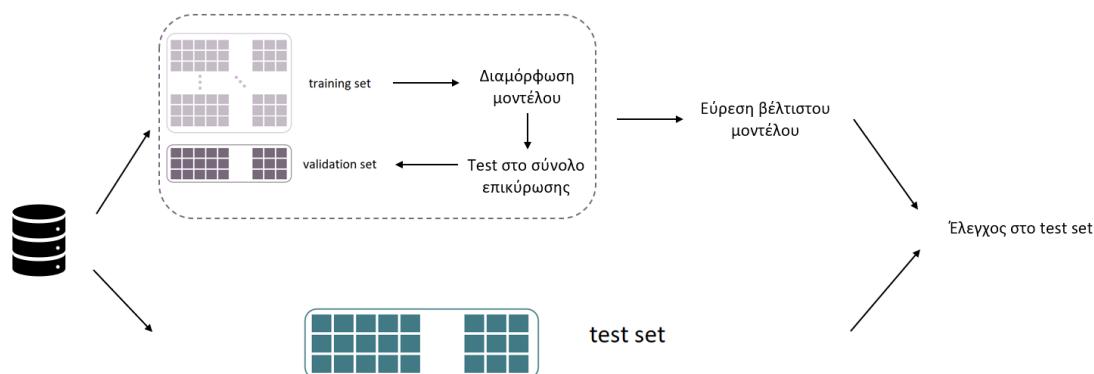 training set
Διαμόρφωση
μοντέλου
validation set
Test στο σύνολο
επικύρωσης
Εύρεση βέλτιστου
μοντέλου
Έλεγχος στο test set
test set